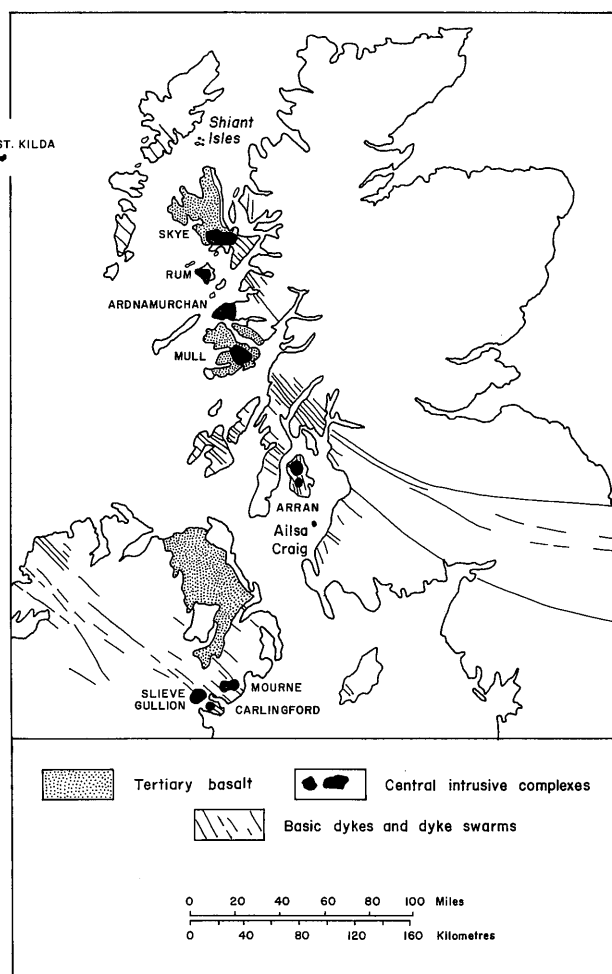 Shiant
Isles
ST. KILDA
SKYE
RUM
ARDNAMURCHAN
MULL
ARRAN
Ailsa
Craig
MOURNE
SLIEVE
GULLION
CARLINGFORD
Tertiary basalt
Central intrusive complexes
Basic dykes and dyke swarms
0 20 40 60 80 100 Miles
0 40 80 120 160
Kilometres